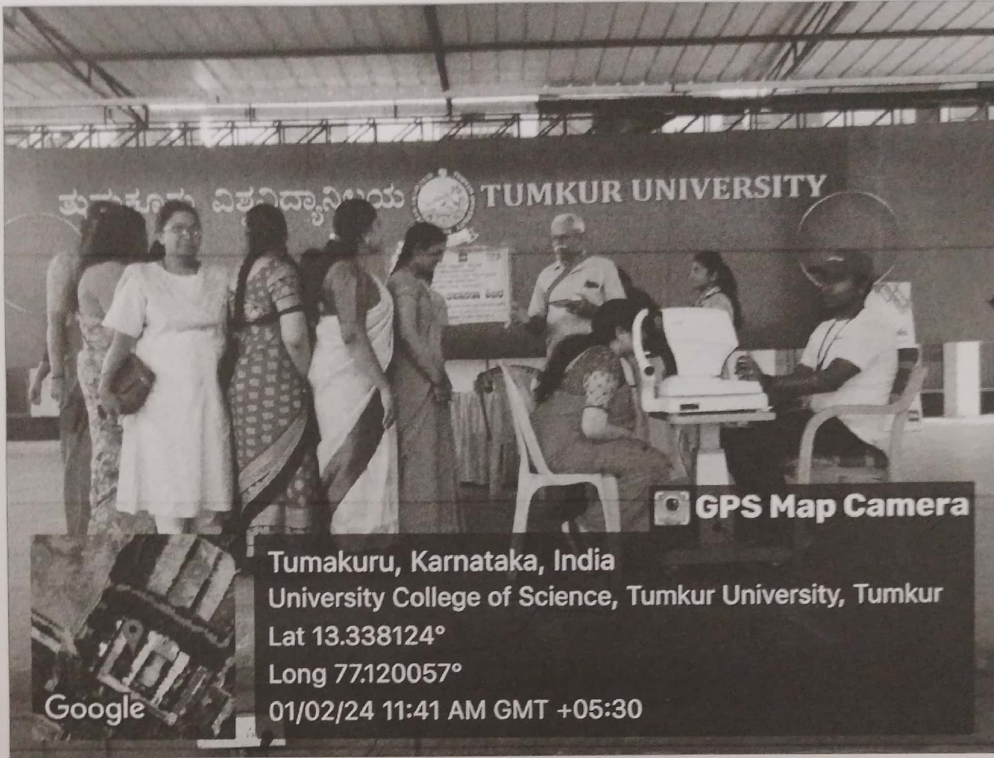 ತುಮಕೂರು ವಿಶ್ವವಿದ್ಯಾನಿಲಯ TUMKUR UNIVERSITY
GPS Map Camera
Tumakuru, Karnataka, India
University College of Science, Tumkur University, Tumkur
Lat 13.338124°
Long 77.120057°
01/02/24 11:41 AM GMT +05:30
Google